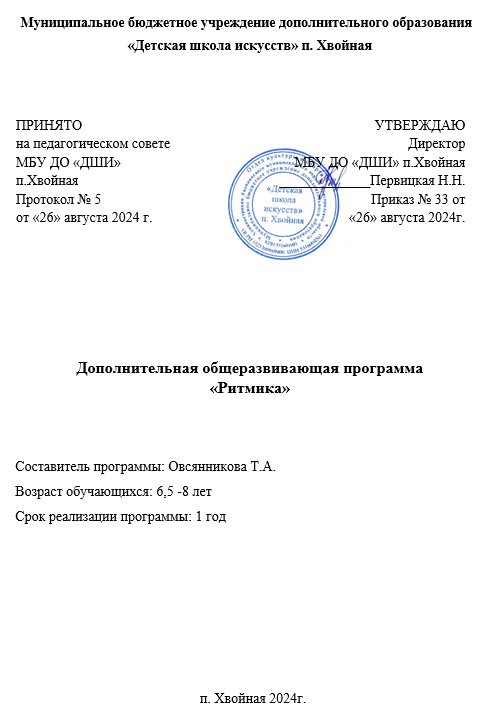 Муниципальное бюджетное учреждение дополнительного образования
«Детская школа искусств» п. Хвойная
ПРИНЯТО
на педагогическом совете
МБУ ДО «ДШИ»
п.Хвойная
Протокол № 5
от «26» августа 2024 г.
УТВЕРЖДАЮ
Директор
МБУ ДО «ДШИ» п.Хвойная
Первицкая Н.Н.
Приказ № 33 от
«26» августа 2024г.
«Детская
школа
искусств»
п. Хвойная
Дополнительная общеразвивающая программа
«Ритмика»
Составитель программы: Овсянникова Т.А.
Возраст обучающихся: 6,5 -8 лет
Срок реализации программы: 1 год
п. Хвойная 2024г.